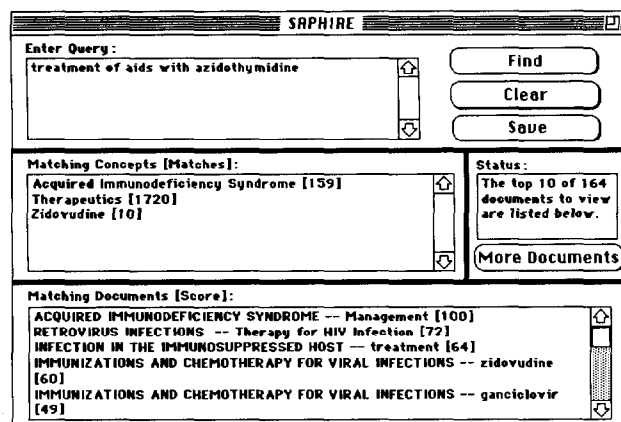 SAPHIRE
Enter Query:
treatment of aids with azidothymidine
Find
Clear
Save
Matching Concepts [Matches]:
Acquired Immunodeficiency Syndrome [159]
Therapeutics [1720]
Zidovudine [10]
Status:
The top 10 of 164
documents to view
are listed below.
More Documents
Matching Documents [Score]:
ACQUIRED IMMUNODEFICIENCY SYNDROME -- Management [100]
RETROVIRUS INFECTIONS -- Therapy for HIV Infection [72]
INFECTION IN THE IMMUNOSUPPRESSED HOST -- treatment [64]
IMMUNIZATIONS AND CHEMOTHERAPY FOR VIRAL INFECTIONS -- zidovudine
[60]
IMMUNIZATIONS AND CHEMOTHERAPY FOR VIRAL INFECTIONS -- ganciclovir
[49]